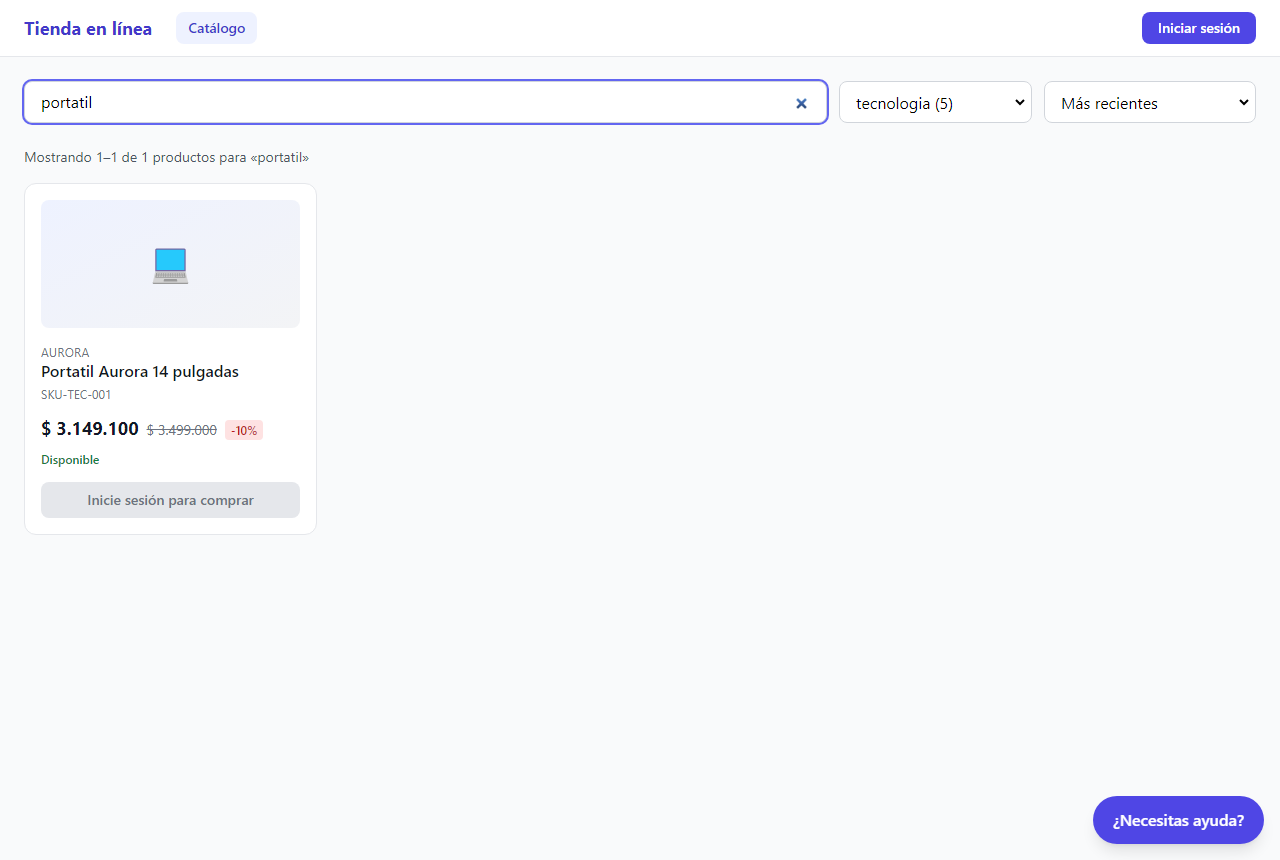 Tienda en línea
Catálogo
Iniciar sesión
portatil
tecnologia (5)
Más recientes
Mostrando 1–1 de 1 productos para «portatil»
AURORA
Portatil Aurora 14 pulgadas
SKU-TEC-001
$ 3.149.100 $ 3.499.000 -10%
Disponible
Inicie sesión para comprar
¿Necesitas ayuda?